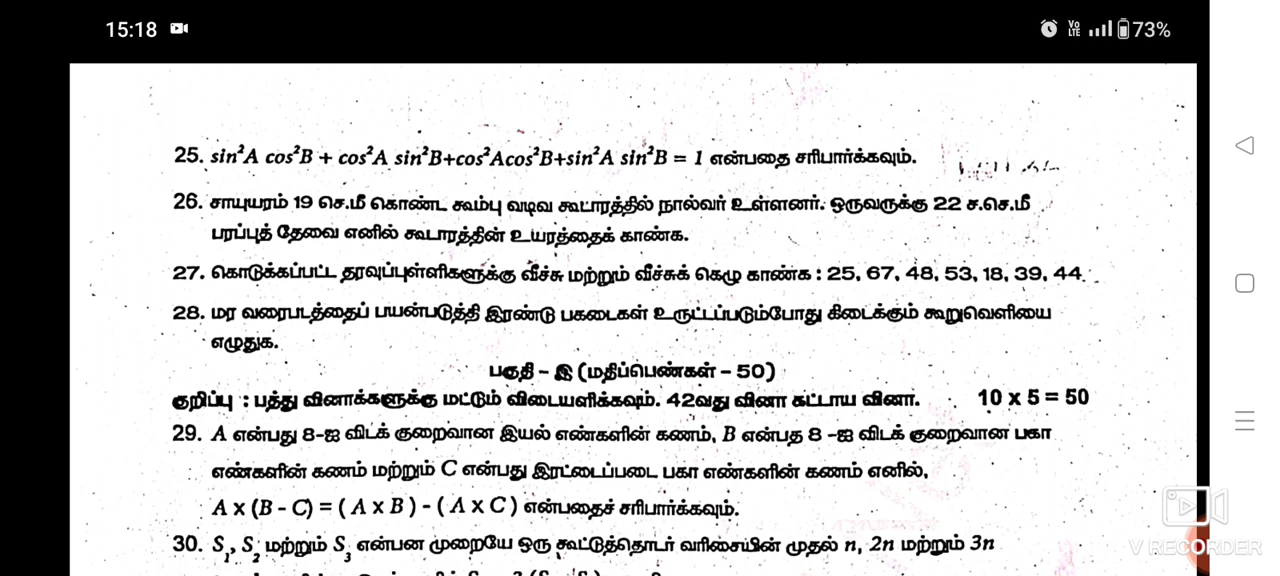 15:18
Vo LTE 73%
25. sin²A cos²B + cos²A sin²B+cos²Acos²B+sin²A sin²B = 1 என்பதை சரிபார்க்கவும்.
26. சாயுயரம் 19 செ.மீ கொண்ட கூம்பு வடிவ கூடாரத்தில் நால்வர் உள்ளனர். ஒருவருக்கு 22 ச.செ.மீ
பரப்புத் தேவை எனில் கூடாரத்தின் உயரத்தைக் காண்க.
27. கொடுக்கப்பட்ட தரவுப்புள்ளிகளுக்கு வீச்சு மற்றும் வீச்சுக் கெழு காண்க : 25, 67, 48, 53, 18, 39, 44.
28. மர வரைபடத்தைப் பயன்படுத்தி இரண்டு பகடைகள் உருட்டப்படும்போது கிடைக்கும் கூறுவெளியை
எழுதுக.
பகுதி – இ (மதிப்பெண்கள் – 50)
குறிப்பு : பத்து வினாக்களுக்கு மட்டும் விடையளிக்கவும். 42வது வினா கட்டாய வினா. 10 x 5 = 50
29. A என்பது 8-ஐ விடக் குறைவான இயல் எண்களின் கணம், B என்பத 8 -ஐ விடக் குறைவான பகா
எண்களின் கணம் மற்றும் C என்பது இரட்டைப்படை பகா எண்களின் கணம் எனில்,
A x (B - C) = ( A x B ) - ( A x C ) என்பதைச் சரிபார்க்கவும்.
30. S₁, S₂ மற்றும் S₃ என்பன முறையே ஒரு கூட்டுத்தொடர் வரிசையின் முதல் n, 2n மற்றும் 3n
V RECORDER